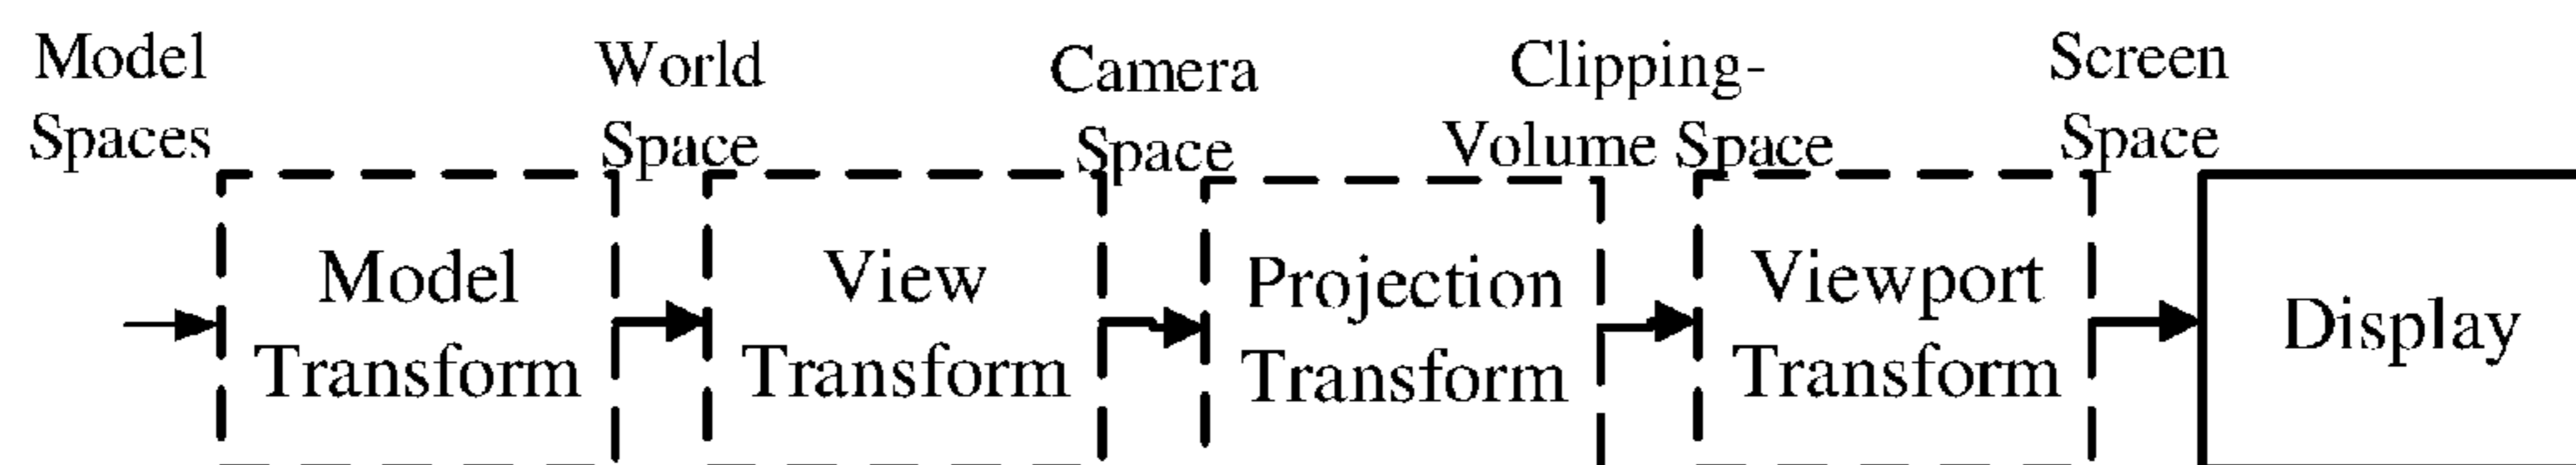 Model
Spaces
World
Space
Camera
Space
Clipping-
Volume Space
Screen
Space
Model
Transform
View
Transform
Projection
Transform
Viewport
Transform
Display